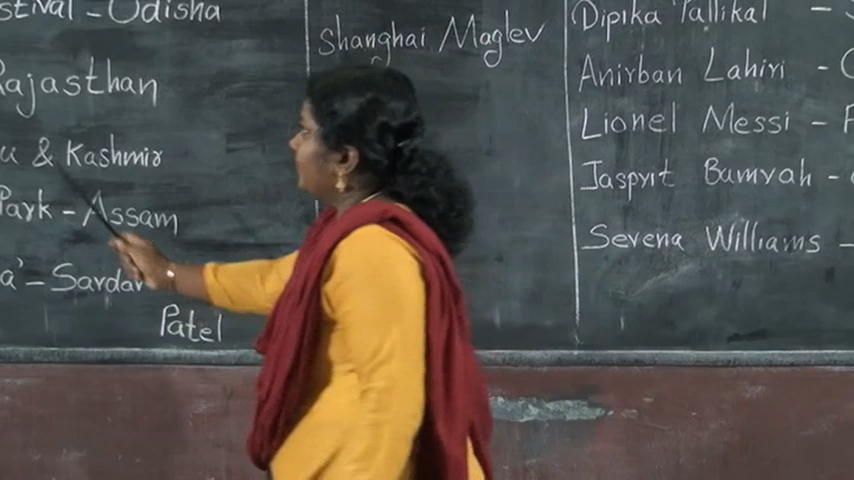 stival - Odisha
Rajasthan
u & Kashmir
Park - Assam
a' - Sardar
Patel
Shanghai Maglev
Dipika Pallikal - S
Anirban Lahiri -
Lionel Messi - F
Jasprit Bumrah -
Serena Williams -